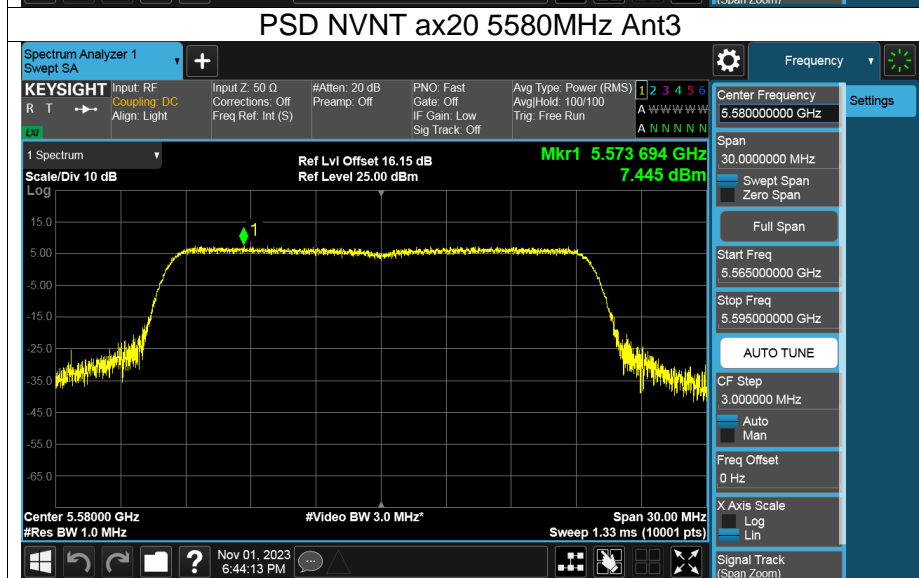 (Span Zoom)
PSD NVNT ax20 5580MHz Ant3
Spectrum Analyzer 1
Swept SA
+
Frequency
KEYSIGHT
R T
LXI
Input: RF
Coupling: DC
Align: Light
Input Z: 50 Ω
Corrections: Off
Freq Ref: Int (S)
#Atten: 20 dB
Preamp: Off
PNO: Fast
Gate: Off
IF Gain: Low
Sig Track: Off
Avg Type: Power (RMS)
Avg|Hold: 100/100
Trig: Free Run
1 2 3 4 5 6
A W W W W W
A N N N N N
1 Spectrum
Scale/Div 10 dB
Log
Ref Lvl Offset 16.15 dB
Ref Level 25.00 dBm
Mkr1 5.573 694 GHz
7.445 dBm
1
15.0
5.00
-5.00
-15.0
-25.0
-35.0
-45.0
-55.0
-65.0
Center 5.58000 GHz
#Res BW 1.0 MHz
#Video BW 3.0 MHz*
Span 30.00 MHz
Sweep 1.33 ms (10001 pts)
Center Frequency
5.580000000 GHz
Settings
Span
30.0000000 MHz
Swept Span
Zero Span
Full Span
Start Freq
5.565000000 GHz
Stop Freq
5.595000000 GHz
AUTO TUNE
CF Step
3.000000 MHz
Auto
Man
Freq Offset
0 Hz
X Axis Scale
Log
Lin
Signal Track
(Span Zoom)
?
Nov 01, 2023
6:44:13 PM